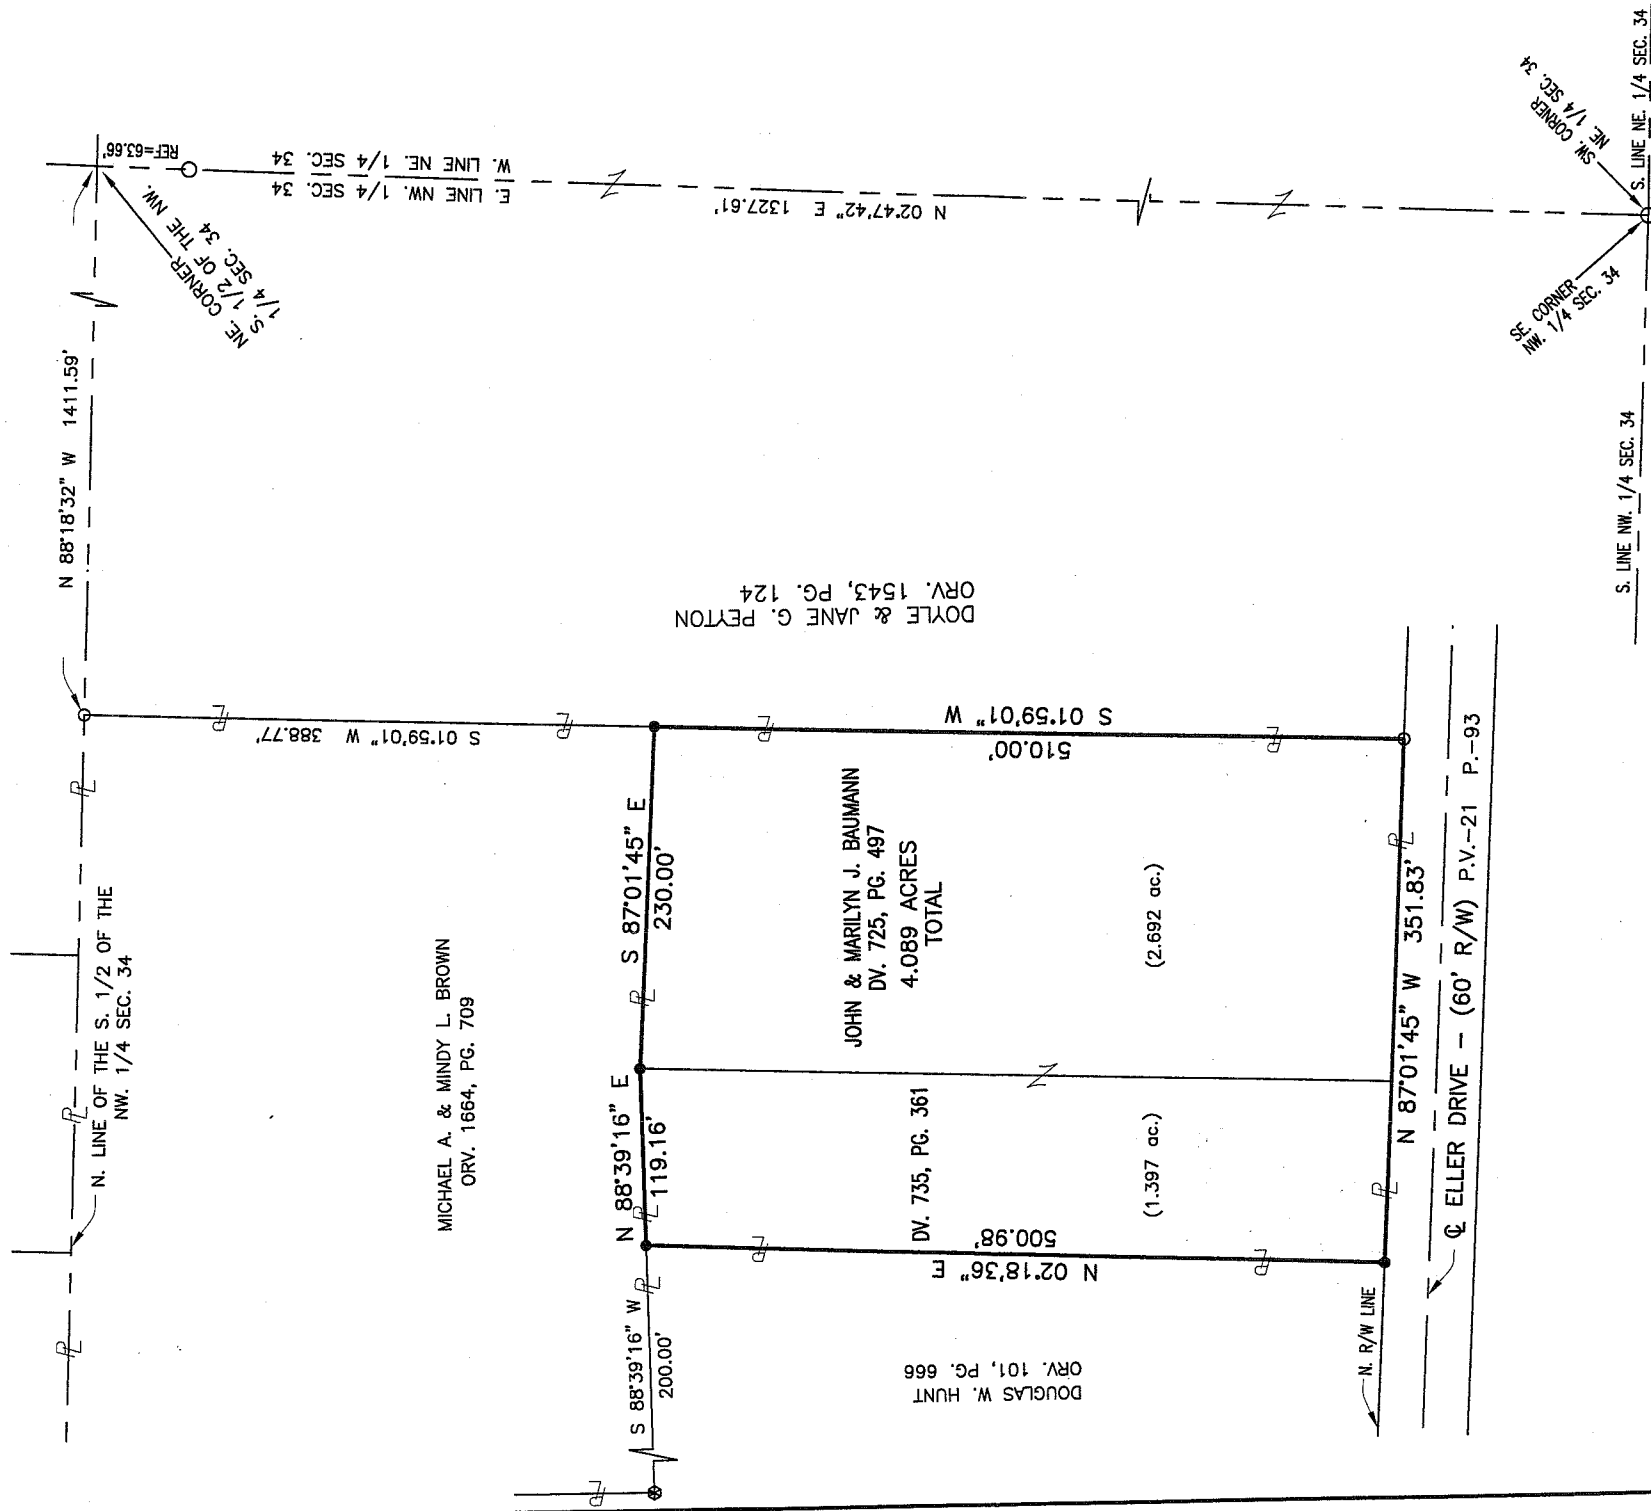 N 88°18'32" W 1411.59'
REF=63.66'
NE. CORNER
S. 1/2 OF THE NW.
1/4 SEC. 34
W. LINE NE. 1/4 SEC. 34
E. LINE NW. 1/4 SEC. 34
N 02°47'42" E 1327.61'
SW. CORNER
NE. 1/4 SEC. 34
S. LINE NE. 1/4 SEC. 34
SE. CORNER
NW. 1/4 SEC. 34
S. LINE NW. 1/4 SEC. 34
DOYLE & JANE G. PEYTON
ORV. 1543, PG. 124
N. LINE OF THE S. 1/2 OF THE
NW. 1/4 SEC. 34
S 01°59'01" W 388.77'
MICHAEL A. & MINDY L. BROWN
ORV. 1664, PG. 709
S 87°01'45" E
230.00'
N 88°39'16" E
119.16'
S 88°39'16" W
200.00'
S 01°59'01" W
510.00'
JOHN & MARILYN J. BAUMANN
DV. 725, PG. 497
4.089 ACRES
TOTAL
(2.692 ac.)
DV. 735, PG. 361
(1.397 ac.)
500.98'
N 02°18'36" E
DOUGLAS W. HUNT
ORV. 101, PG. 666
N 87°01'45" W 351.83'
N. R/W LINE
℄ ELLER DRIVE - (60' R/W) P.V.-21 P.-93